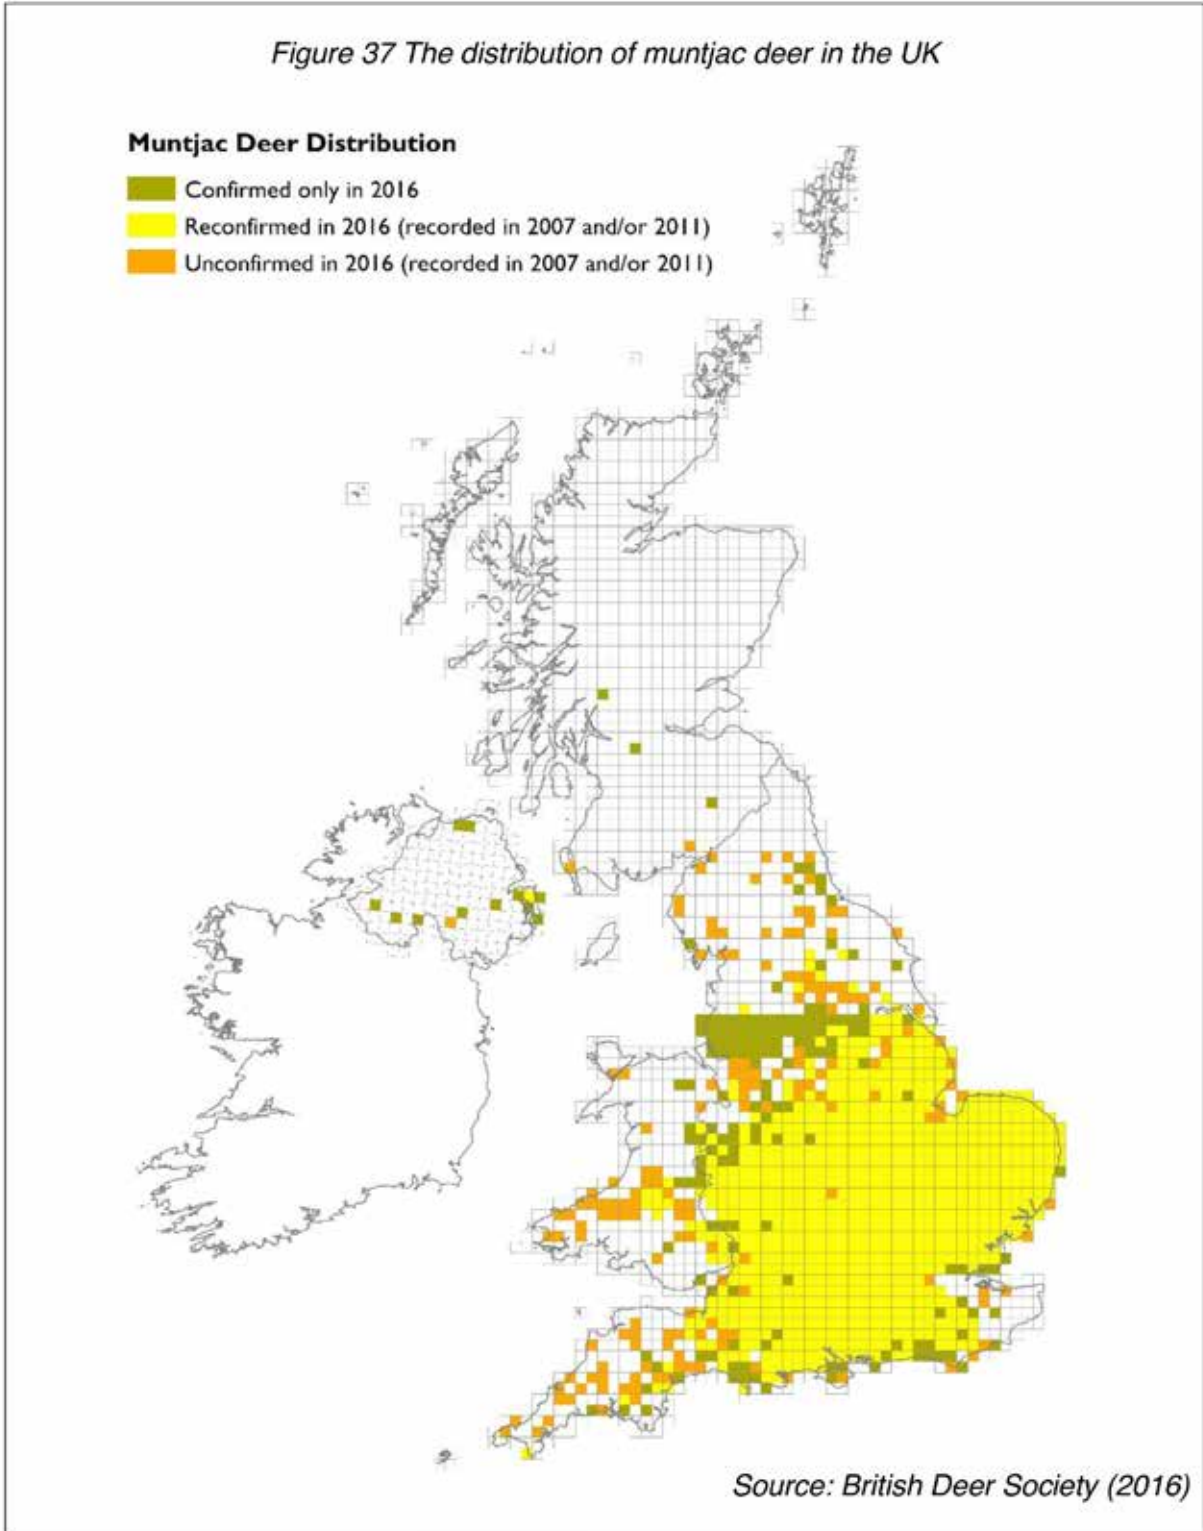 Figure 37 The distribution of muntjac deer in the UK
Muntjac Deer Distribution
Confirmed only in 2016
Reconfirmed in 2016 (recorded in 2007 and/or 2011)
Unconfirmed in 2016 (recorded in 2007 and/or 2011)
Source: British Deer Society (2016)